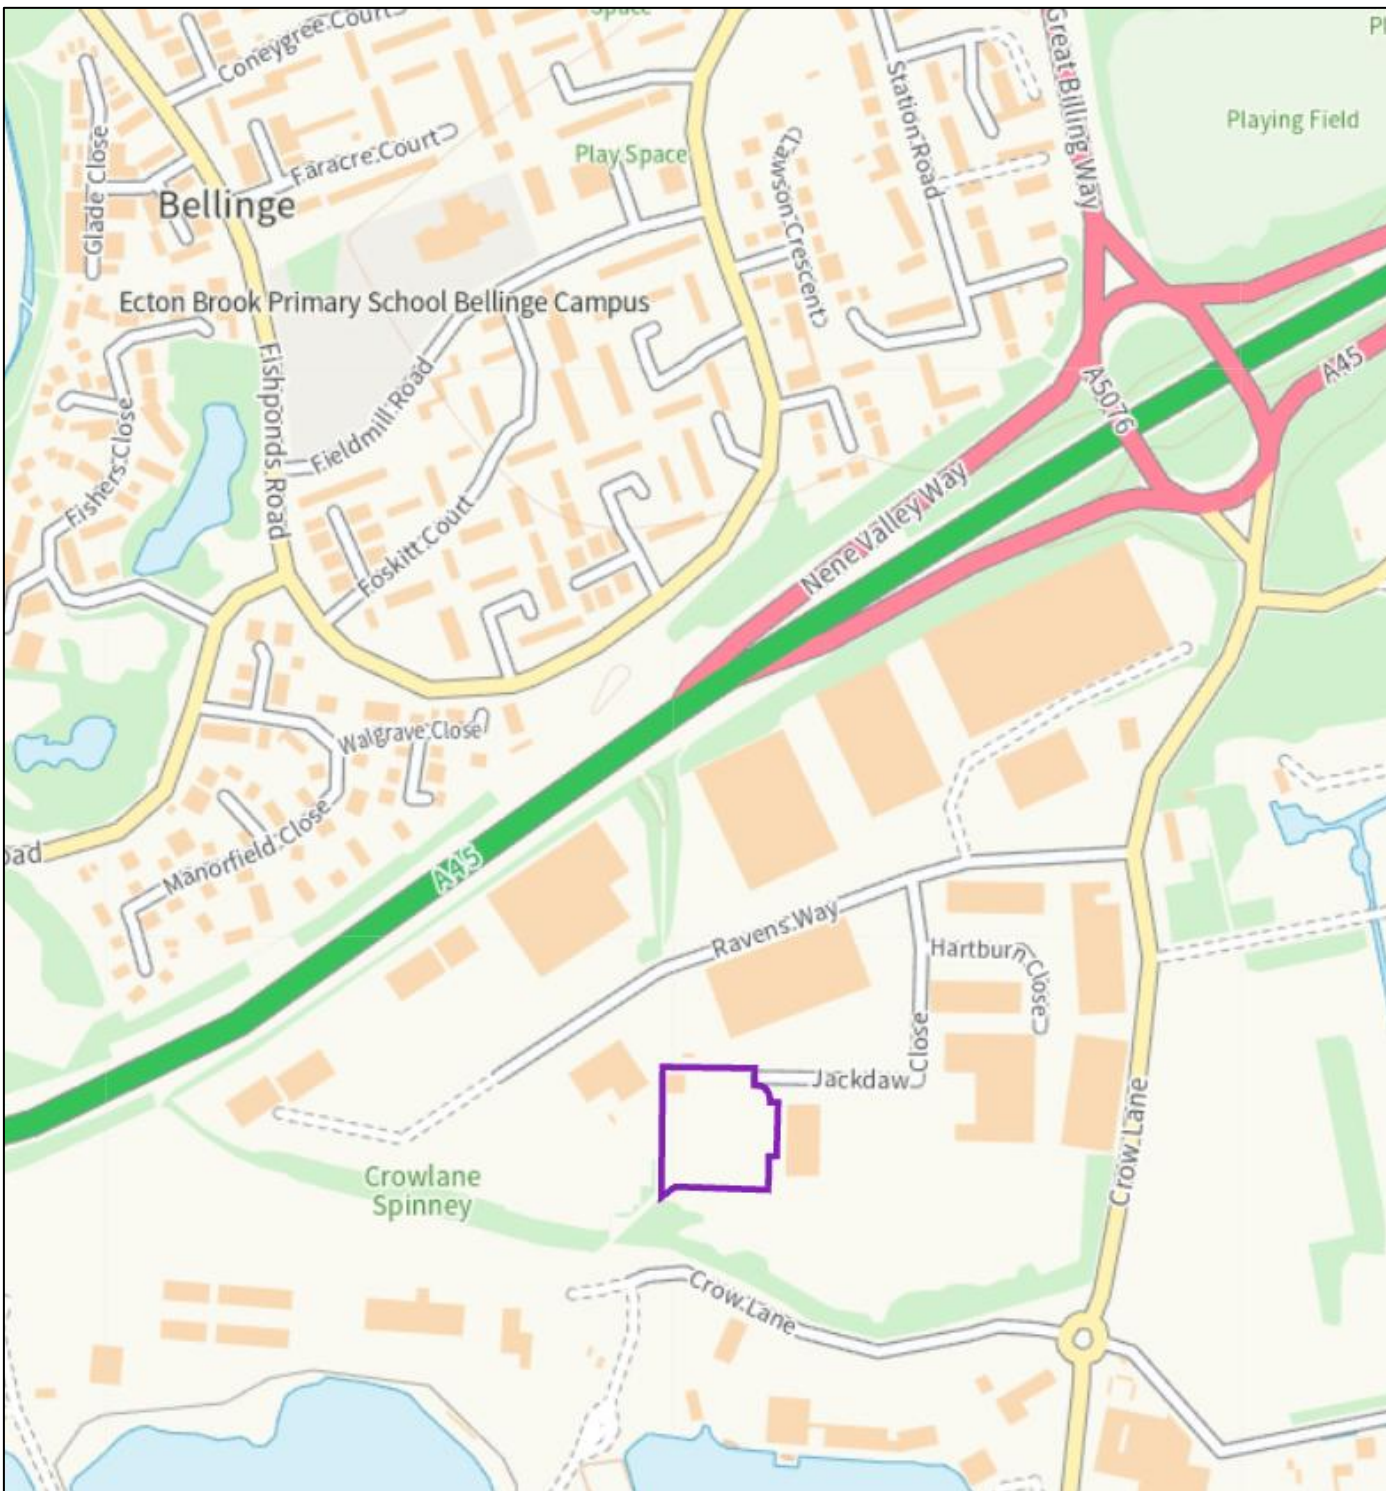 Space
Coneygree Court
Great Billing Way
Station Road
Playing Field
Glade Close
Faracre Court
Play Space
Lawson Crescent
Bellinge
Ecton Brook Primary School Bellinge Campus
Fishponds Road
A5076
A45
Fieldmill Road
Fishers Close
Nene Valley Way
Foskitt Court
Walgrave Close
Manorfield Close
oad
A45
Ravens Way
Hartburn Close
Jackdaw Close
Crow Lane
Crowlane
Spinney
Crow Lane